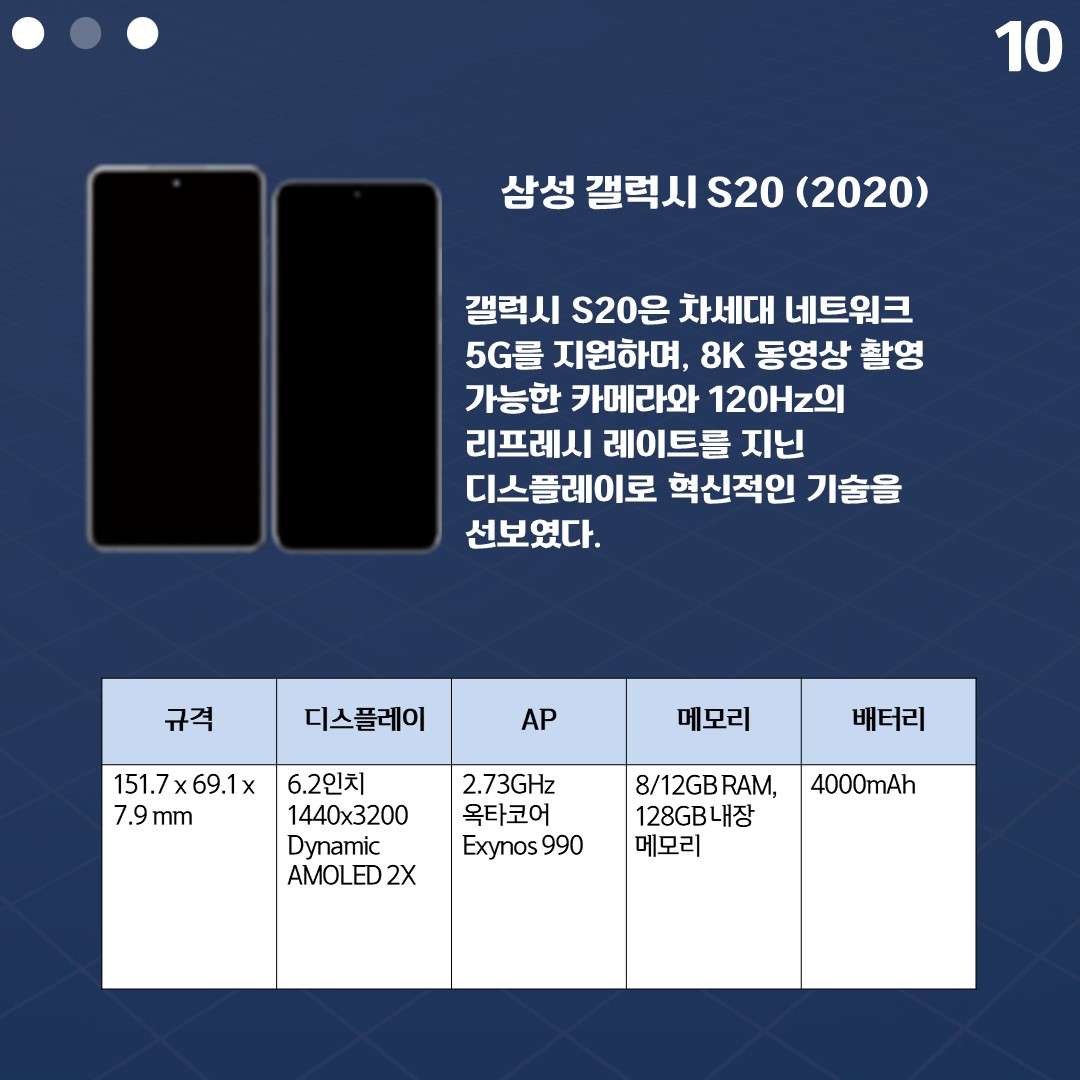 10
삼성 갤럭시 S20 (2020)
갤럭시 S20은 차세대 네트워크
5G를 지원하며, 8K 동영상 촬영
가능한 카메라와 120Hz의
리프레시 레이트를 지닌
디스플레이로 혁신적인 기술을
선보였다.
규격
디스플레이
AP
메모리
배터리
151.7 x 69.1 x
7.9 mm
6.2인치
1440x3200
Dynamic
AMOLED 2X
2.73GHz
옥타코어
Exynos 990
8/12GB RAM,
128GB 내장
메모리
4000mAh